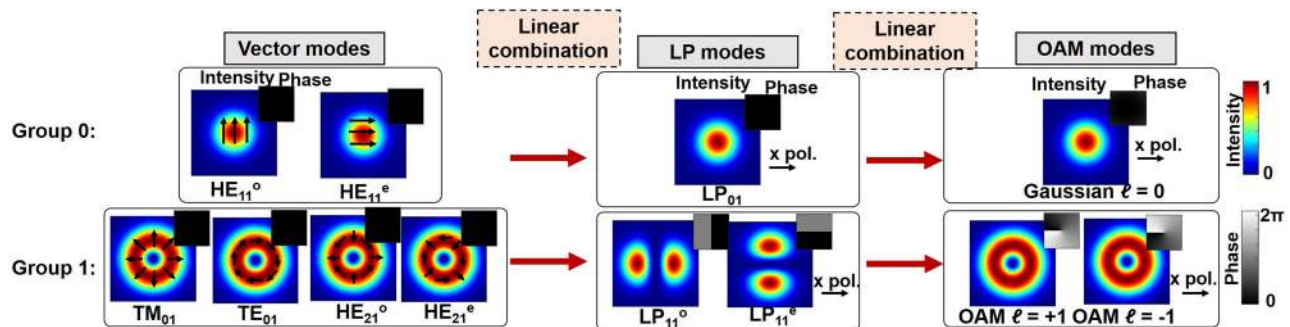 Vector modes
Linear
combination
LP modes
Linear
combination
OAM modes
Group 0:
Intensity Phase
HE₁₁ᵒ
HE₁₁ᵉ
Intensity
Phase
x pol.
LP₀₁
Intensity
Phase
x pol.
Gaussian ℓ = 0
1
Intensity
0
Group 1:
TM₀₁
TE₀₁
HE₂₁ᵒ
HE₂₁ᵉ
x pol.
LP₁₁ᵒ
LP₁₁ᵉ
x pol.
OAM ℓ = +1 OAM ℓ = -1
2π
Phase
0